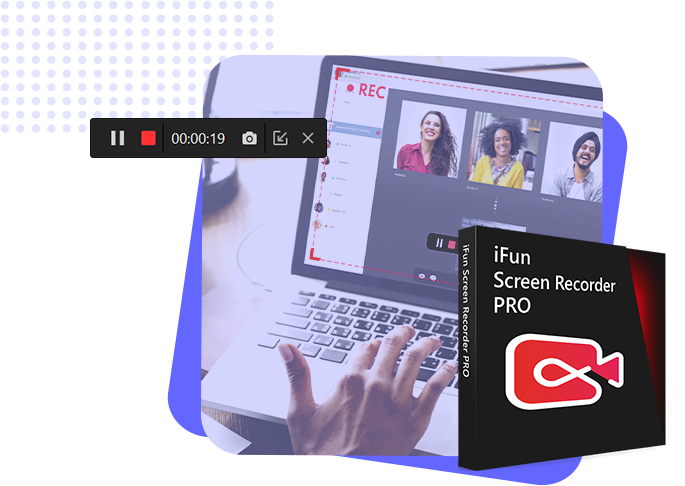 REC
00:00:19
iFun
Screen Recorder
PRO
iFun Screen Recorder PRO